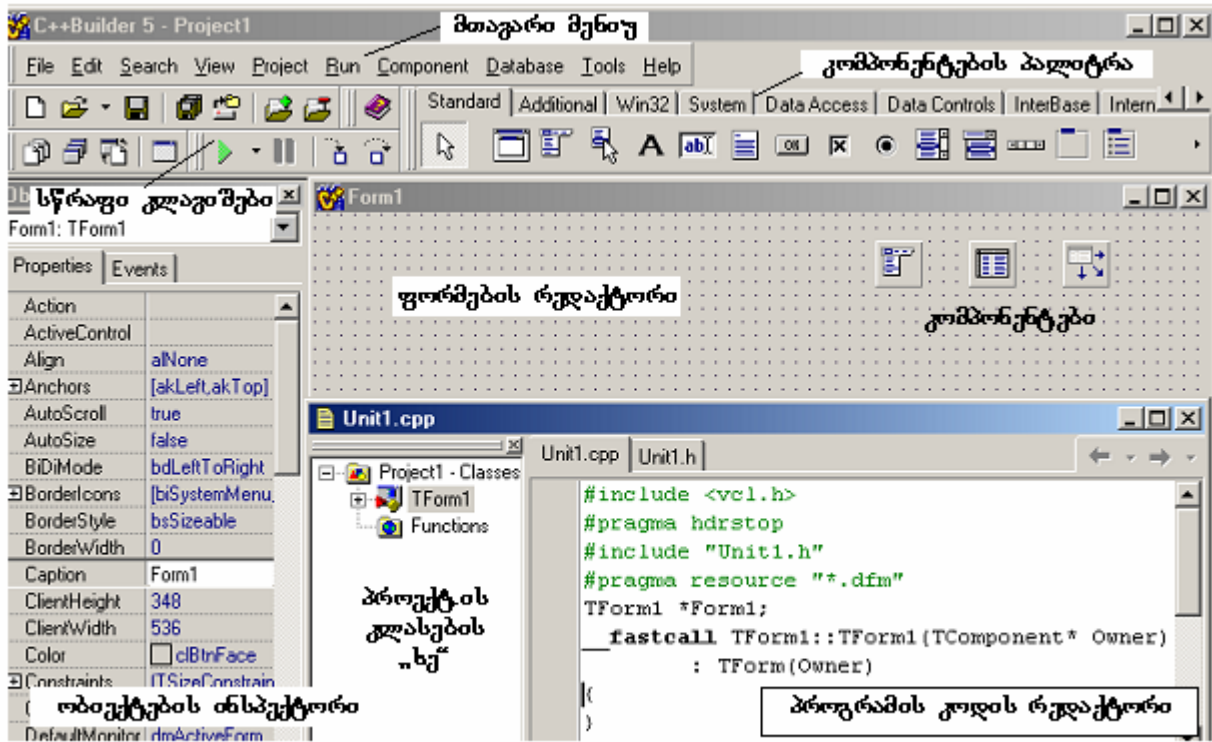 C++Builder 5 - Project1
მთავარი მენიუ
File Edit Search View Project Run Component Database Tools Help
კომპონენტების პალიტრა
Standard Additional Win32 System Data Access Data Controls InterBase Intern
სწრაფი კლავიშები
Form1: TForm1
Properties Events
Action
ActiveControl
Align alNone
Anchors [akLeft,akTop]
AutoScroll true
AutoSize false
BiDiMode bdLeftToRight
BorderIcons [biSystemMenu,
BorderStyle bsSizeable
BorderWidth 0
Caption Form1
ClientHeight 348
ClientWidth 536
Color clBtnFace
Constraints (TSizeConstrain
ობიექტების ინსპექტორი
DefaultMonitor dmActiveForm
Form1
ფორმების რედაქტორი
კომპონენტები
Unit1.cpp
Project1 - Classes
TForm1
Functions
პროექტის
კლასების
„ხე“
Unit1.cpp Unit1.h
#include <vcl.h>
#pragma hdrstop
#include "Unit1.h"
#pragma resource "*.dfm"
TForm1 *Form1;
__fastcall TForm1::TForm1(TComponent* Owner)
: TForm(Owner)
{
}
პროგრამის კოდის რედაქტორი